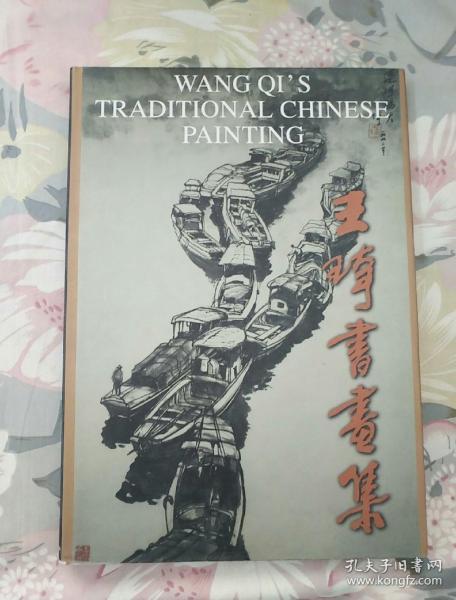 WANG QI'S
TRADITIONAL CHINESE
PAINTING
王琦書畫集
孔夫子旧书网
www.kongfz.com